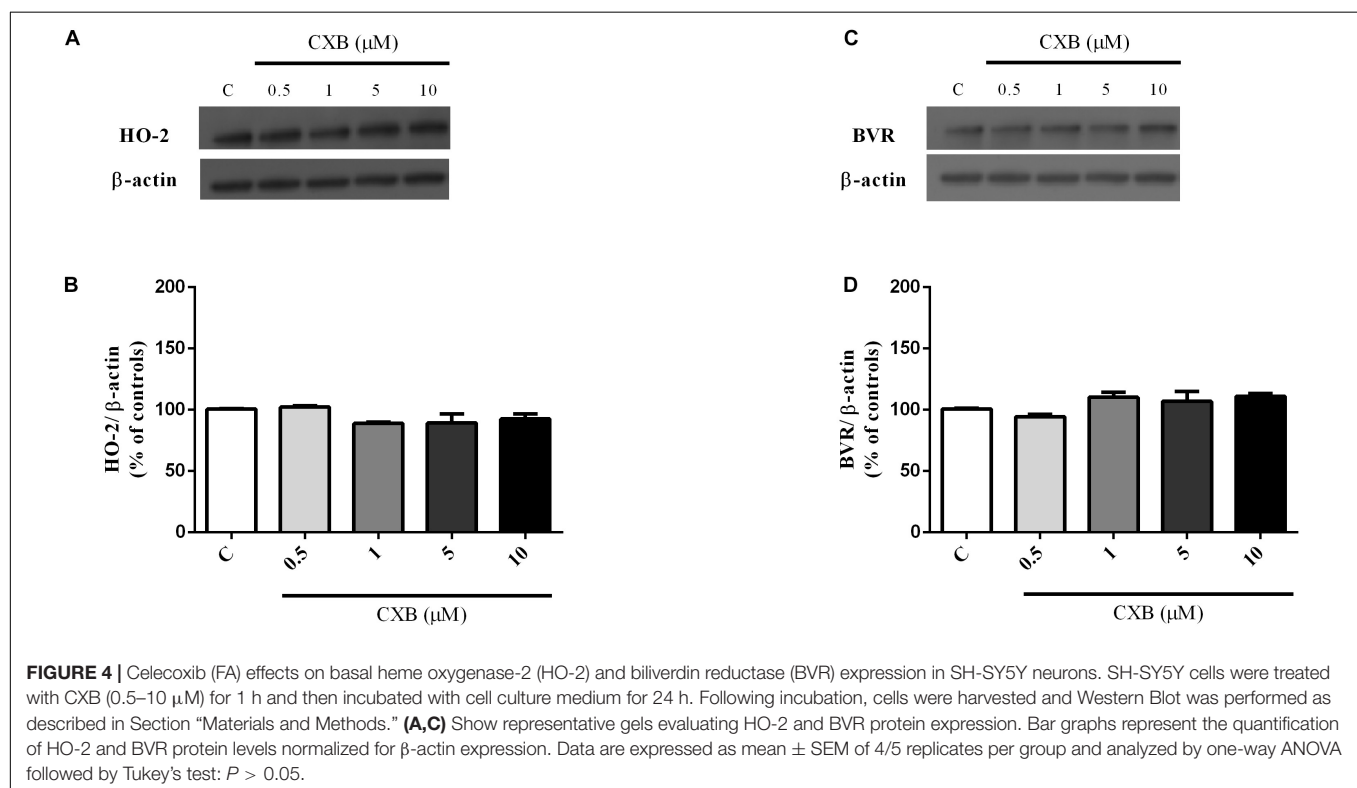 A
CXB (μM)
C 0.5 1 5 10
HO-2
β-actin
B
200
150
100
50
0
HO-2/ β-actin
(% of controls)
C 0.5 1 5 10
CXB (μM)
C
CXB (μM)
C 0.5 1 5 10
BVR
β-actin
D
200
150
100
50
0
BVR/ β-actin
(% of controls)
C 0.5 1 5 10
CXB (μM)
FIGURE 4 | Celecoxib (FA) effects on basal heme oxygenase-2 (HO-2) and biliverdin reductase (BVR) expression in SH-SY5Y neurons. SH-SY5Y cells were treated
with CXB (0.5–10 μM) for 1 h and then incubated with cell culture medium for 24 h. Following incubation, cells were harvested and Western Blot was performed as
described in Section “Materials and Methods.” (A,C) Show representative gels evaluating HO-2 and BVR protein expression. Bar graphs represent the quantification
of HO-2 and BVR protein levels normalized for β-actin expression. Data are expressed as mean ± SEM of 4/5 replicates per group and analyzed by one-way ANOVA
followed by Tukey’s test: P > 0.05.